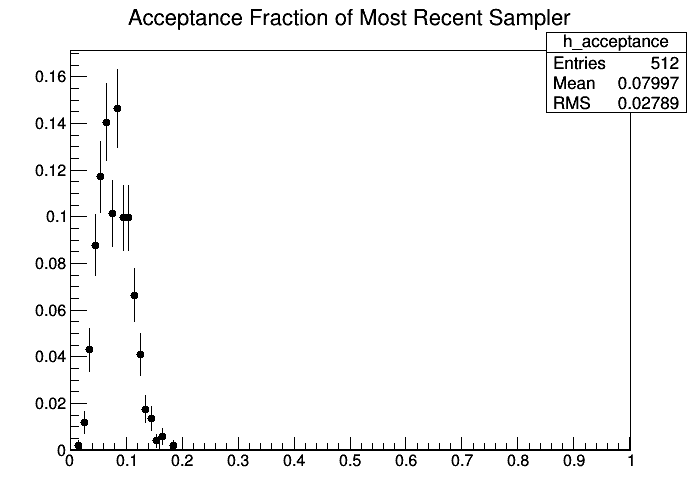 Acceptance Fraction of Most Recent Sampler
h_acceptance
Entries 512
Mean 0.07997
RMS 0.02789
0.16
0.14
0.12
0.1
0.08
0.06
0.04
0.02
0
0 0.1 0.2 0.3 0.4 0.5 0.6 0.7 0.8 0.9 1